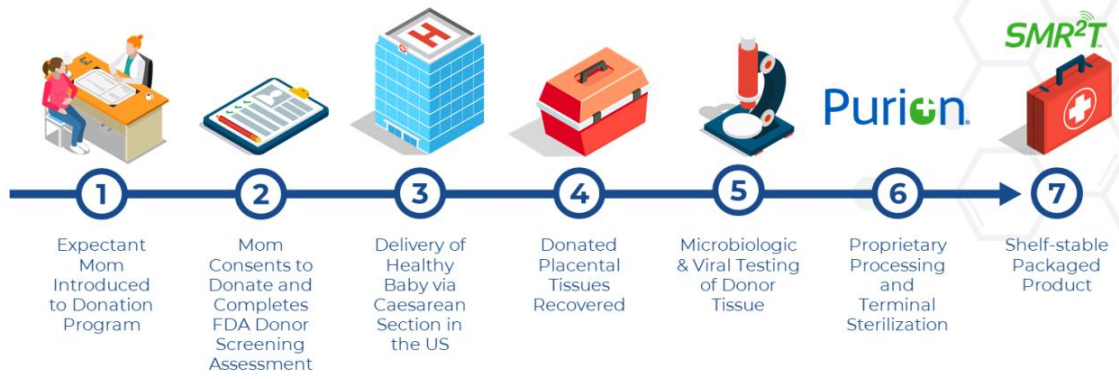 SMR²T™
H
Purion®
1
2
3
4
5
6
7
Expectant
Mom
Introduced
to Donation
Program
Mom
Consents to
Donate and
Completes
FDA Donor
Screening
Assessment
Delivery of
Healthy
Baby via
Caesarean
Section in
the US
Donated
Placental
Tissues
Recovered
Microbiologic
& Viral Testing
of Donor
Tissue
Proprietary
Processing
and
Terminal
Sterilization
Shelf-stable
Packaged
Product